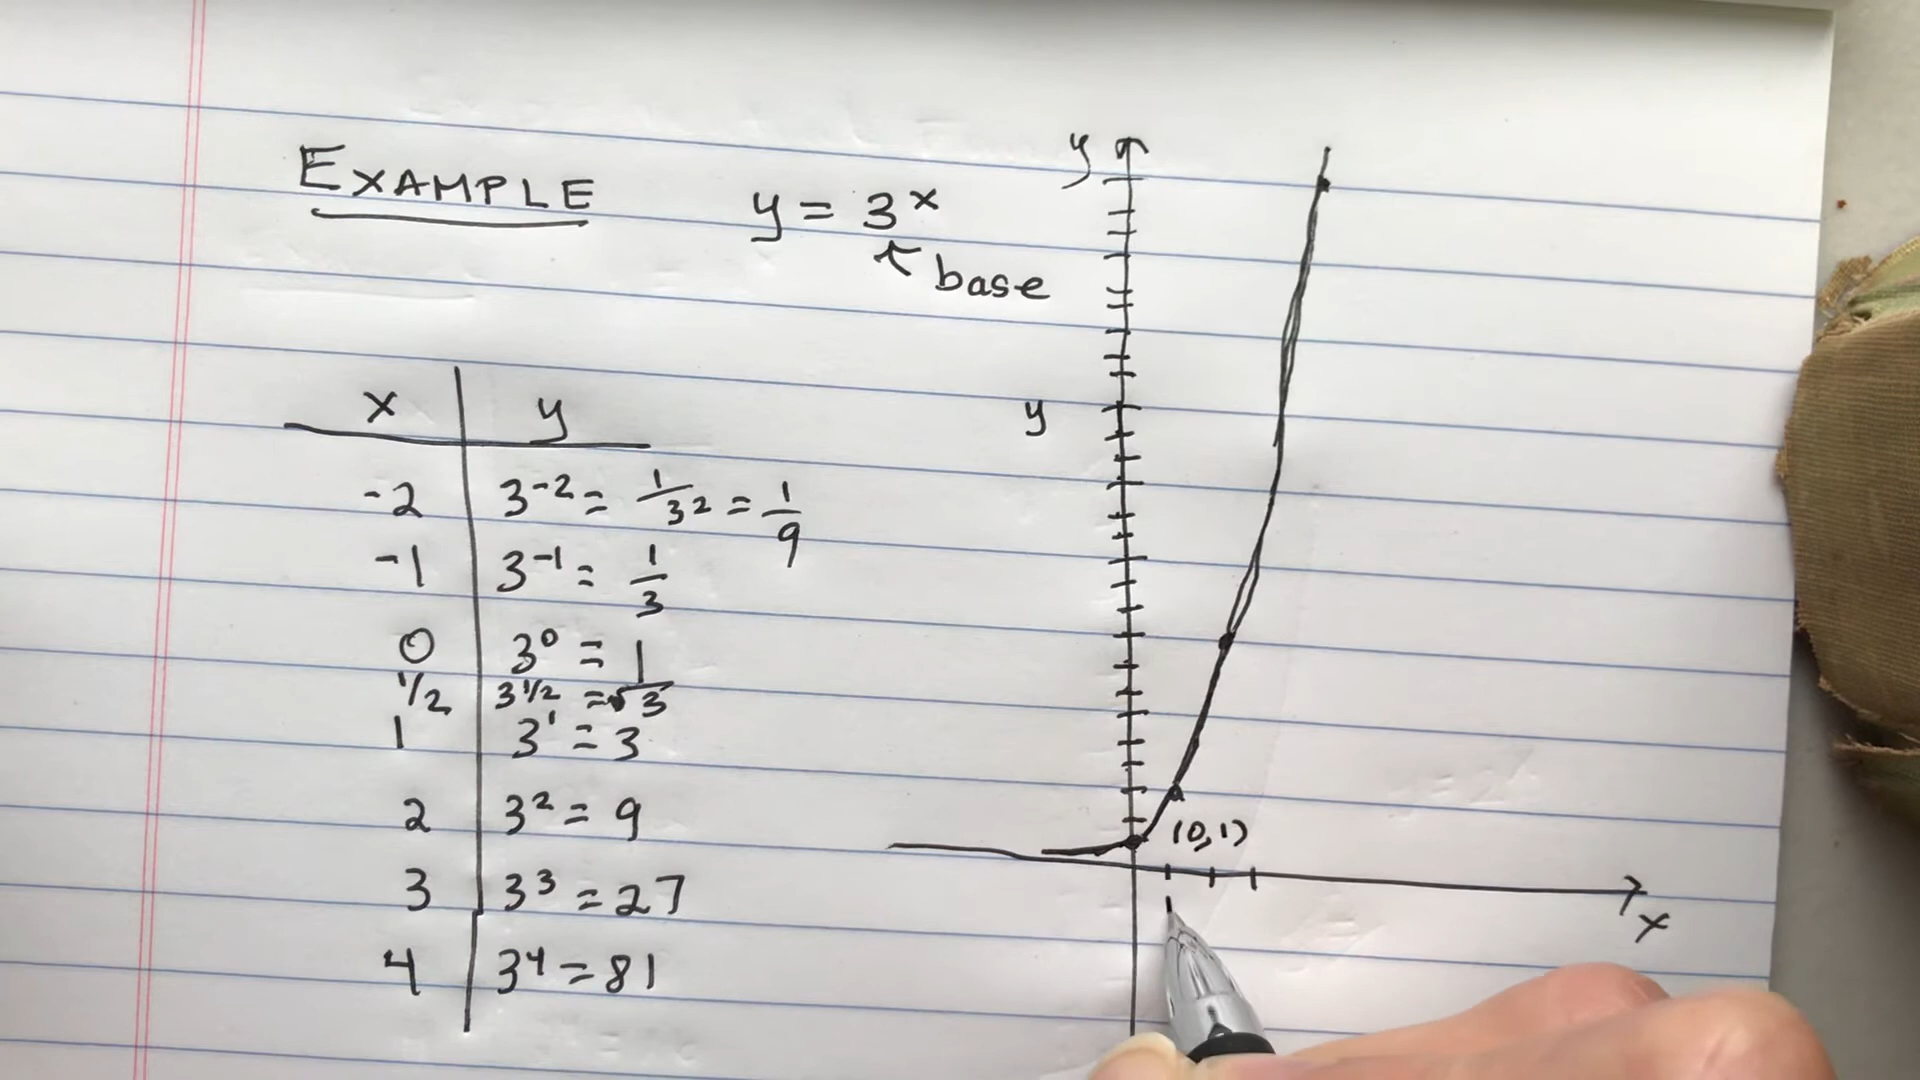 EXAMPLE
y = 3^x
base
x y
-2 3^-2 = 1/3^2 = 1/9
-1 3^-1 = 1/3
0 3^0 = 1
1/2 3^1/2 = √3
1 3^1 = 3
2 3^2 = 9
3 3^3 = 27
4 3^4 = 81
y
y
(0,1)
x